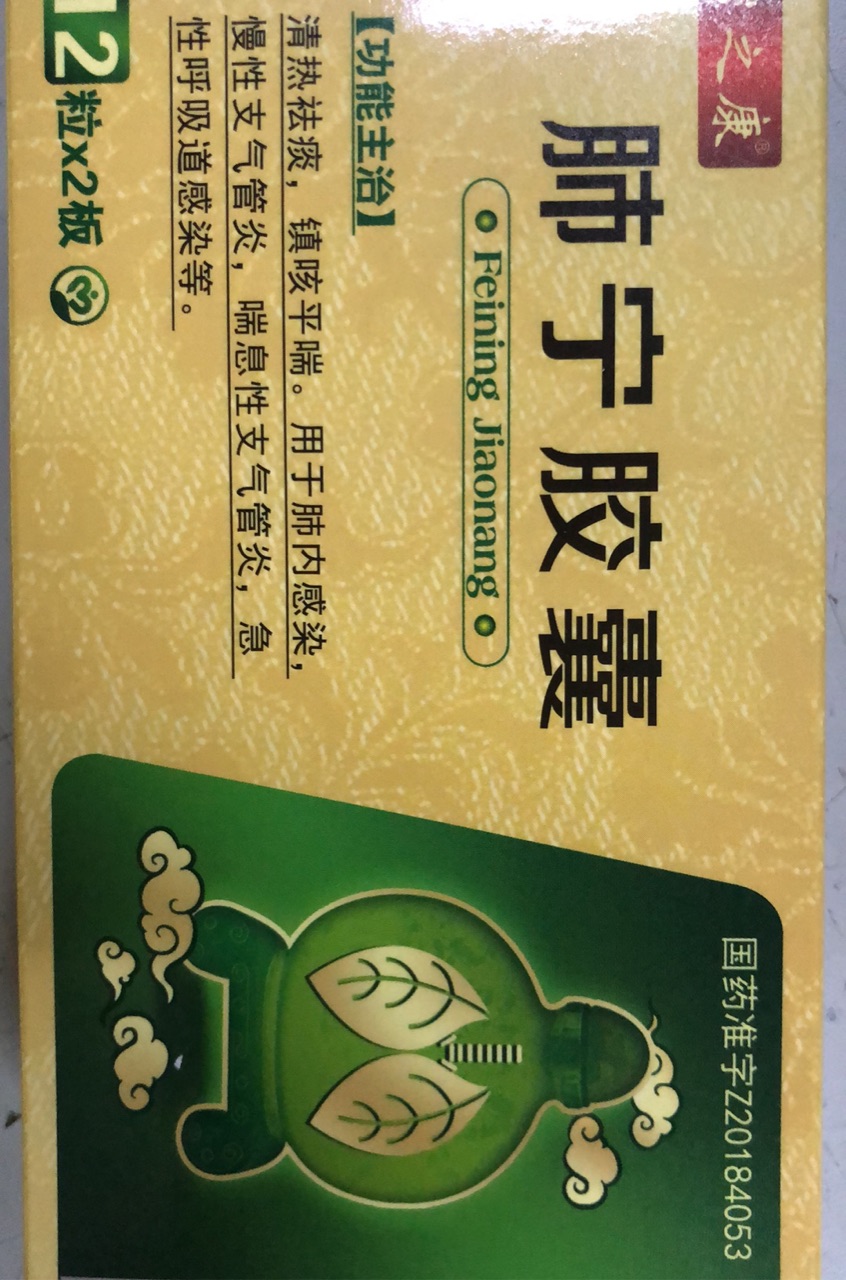 之康®
肺宁胶囊
Feining Jiaonang
【功能主治】
清热祛痰，镇咳平喘。用于肺内感染，
慢性支气管炎，喘息性支气管炎，急
性呼吸道感染等。
12粒x2板
国药准字Z20184053